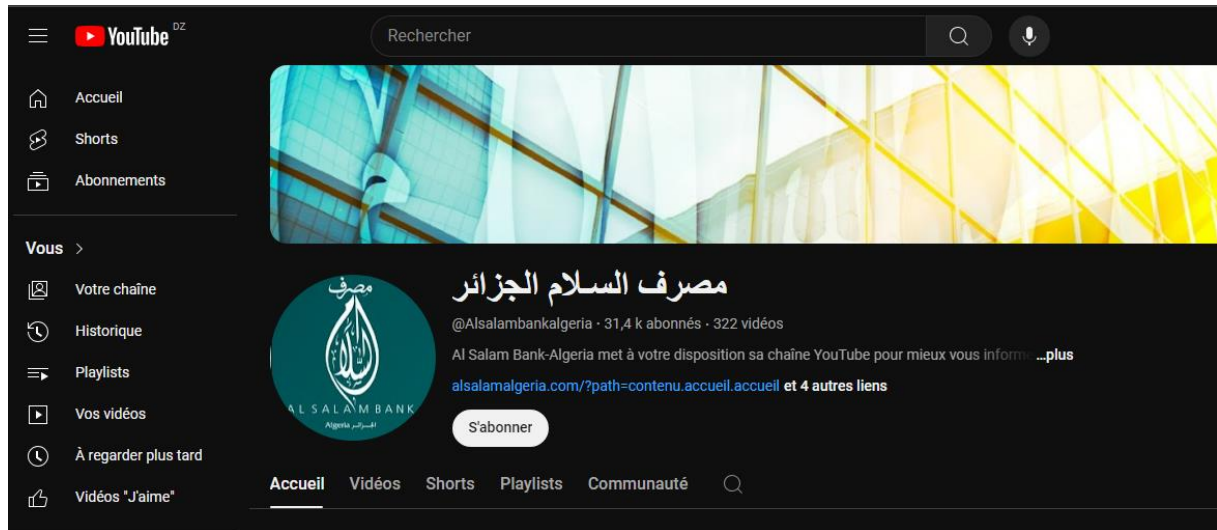 YouTube DZ
Rechercher
Accueil
Shorts
Abonnements
Vous >
Votre chaîne
Historique
Playlists
Vos vidéos
À regarder plus tard
Vidéos "J'aime"
مصرف
السلام
AL SALAM BANK
Algeria الجزائر
مصرف السلام الجزائر
@Alsalambankalgeria · 31,4 k abonnés · 322 vidéos
Al Salam Bank-Algeria met à votre disposition sa chaîne YouTube pour mieux vous informe ...plus
alsalamalgeria.com/?path=contenu.accueil.accueil et 4 autres liens
S'abonner
Accueil Vidéos Shorts Playlists Communauté